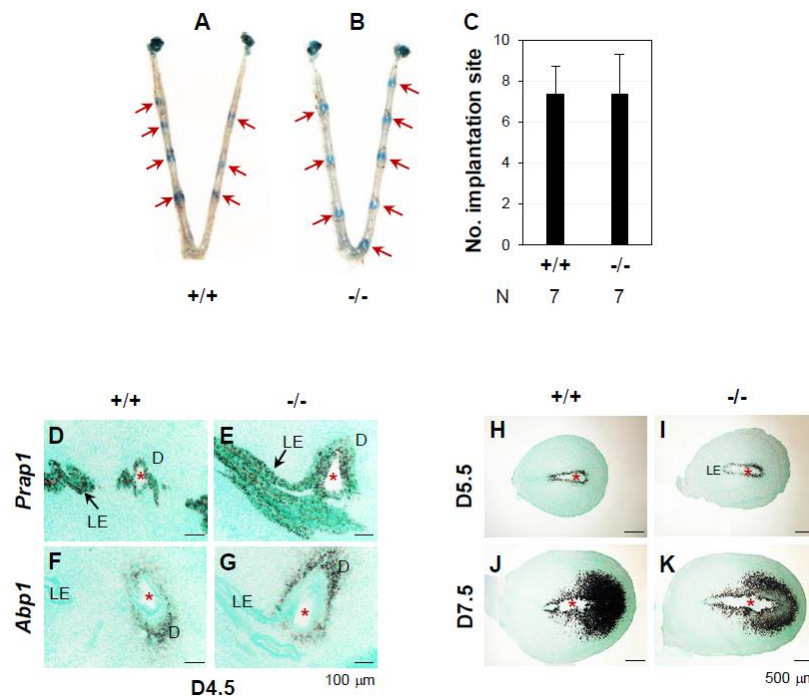 A
B
C
No. implantation site
10
8
6
4
2
0
+/+
-/-
+/+
-/-
N 7 7
+/+
-/-
+/+
-/-
Prap1
D
D
*
LE
E
LE
D
*
Abp1
F
LE
*
D
G
D
LE
*
D4.5
100 μm
D5.5
H
*
I
LE
*
D7.5
J
*
K
*
500 μm